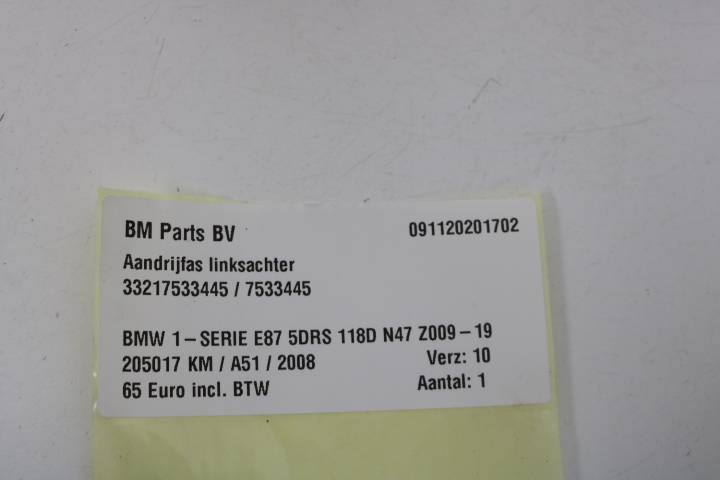 BM Parts BV 091120201702
Aandrijfas linksachter
33217533445 / 7533445
BMW 1-SERIE E87 5DRS 118D N47 Z009-19
205017 KM / A51 / 2008 Verz: 10
65 Euro incl. BTW Aantal: 1